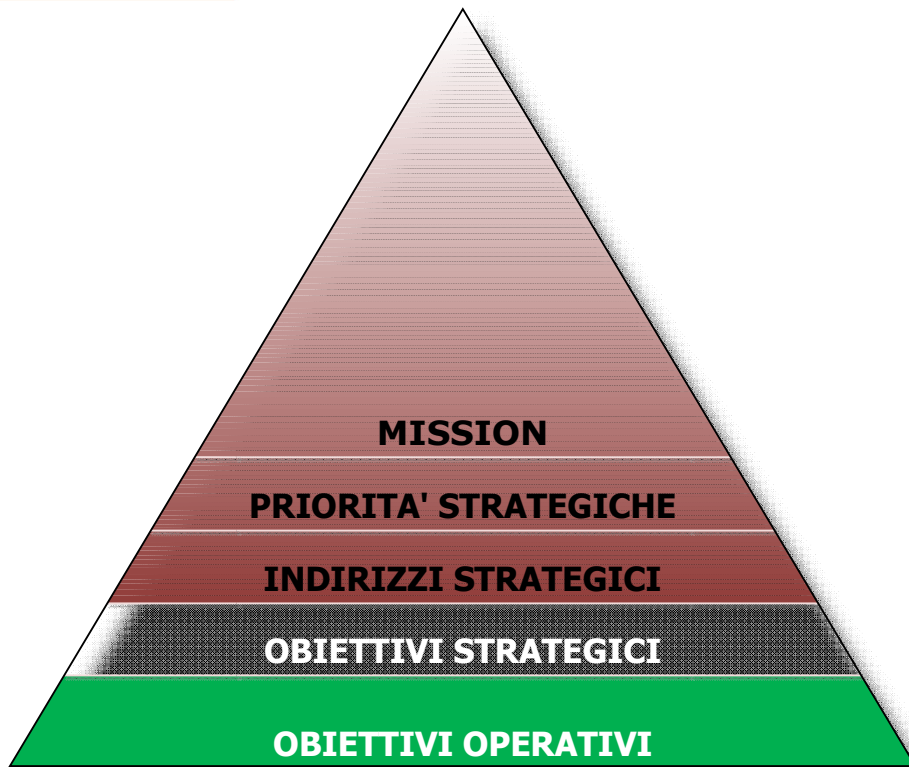 MISSION
PRIORITA' STRATEGICHE
INDIRIZZI STRATEGICI
OBIETTIVI STRATEGICI
OBIETTIVI OPERATIVI